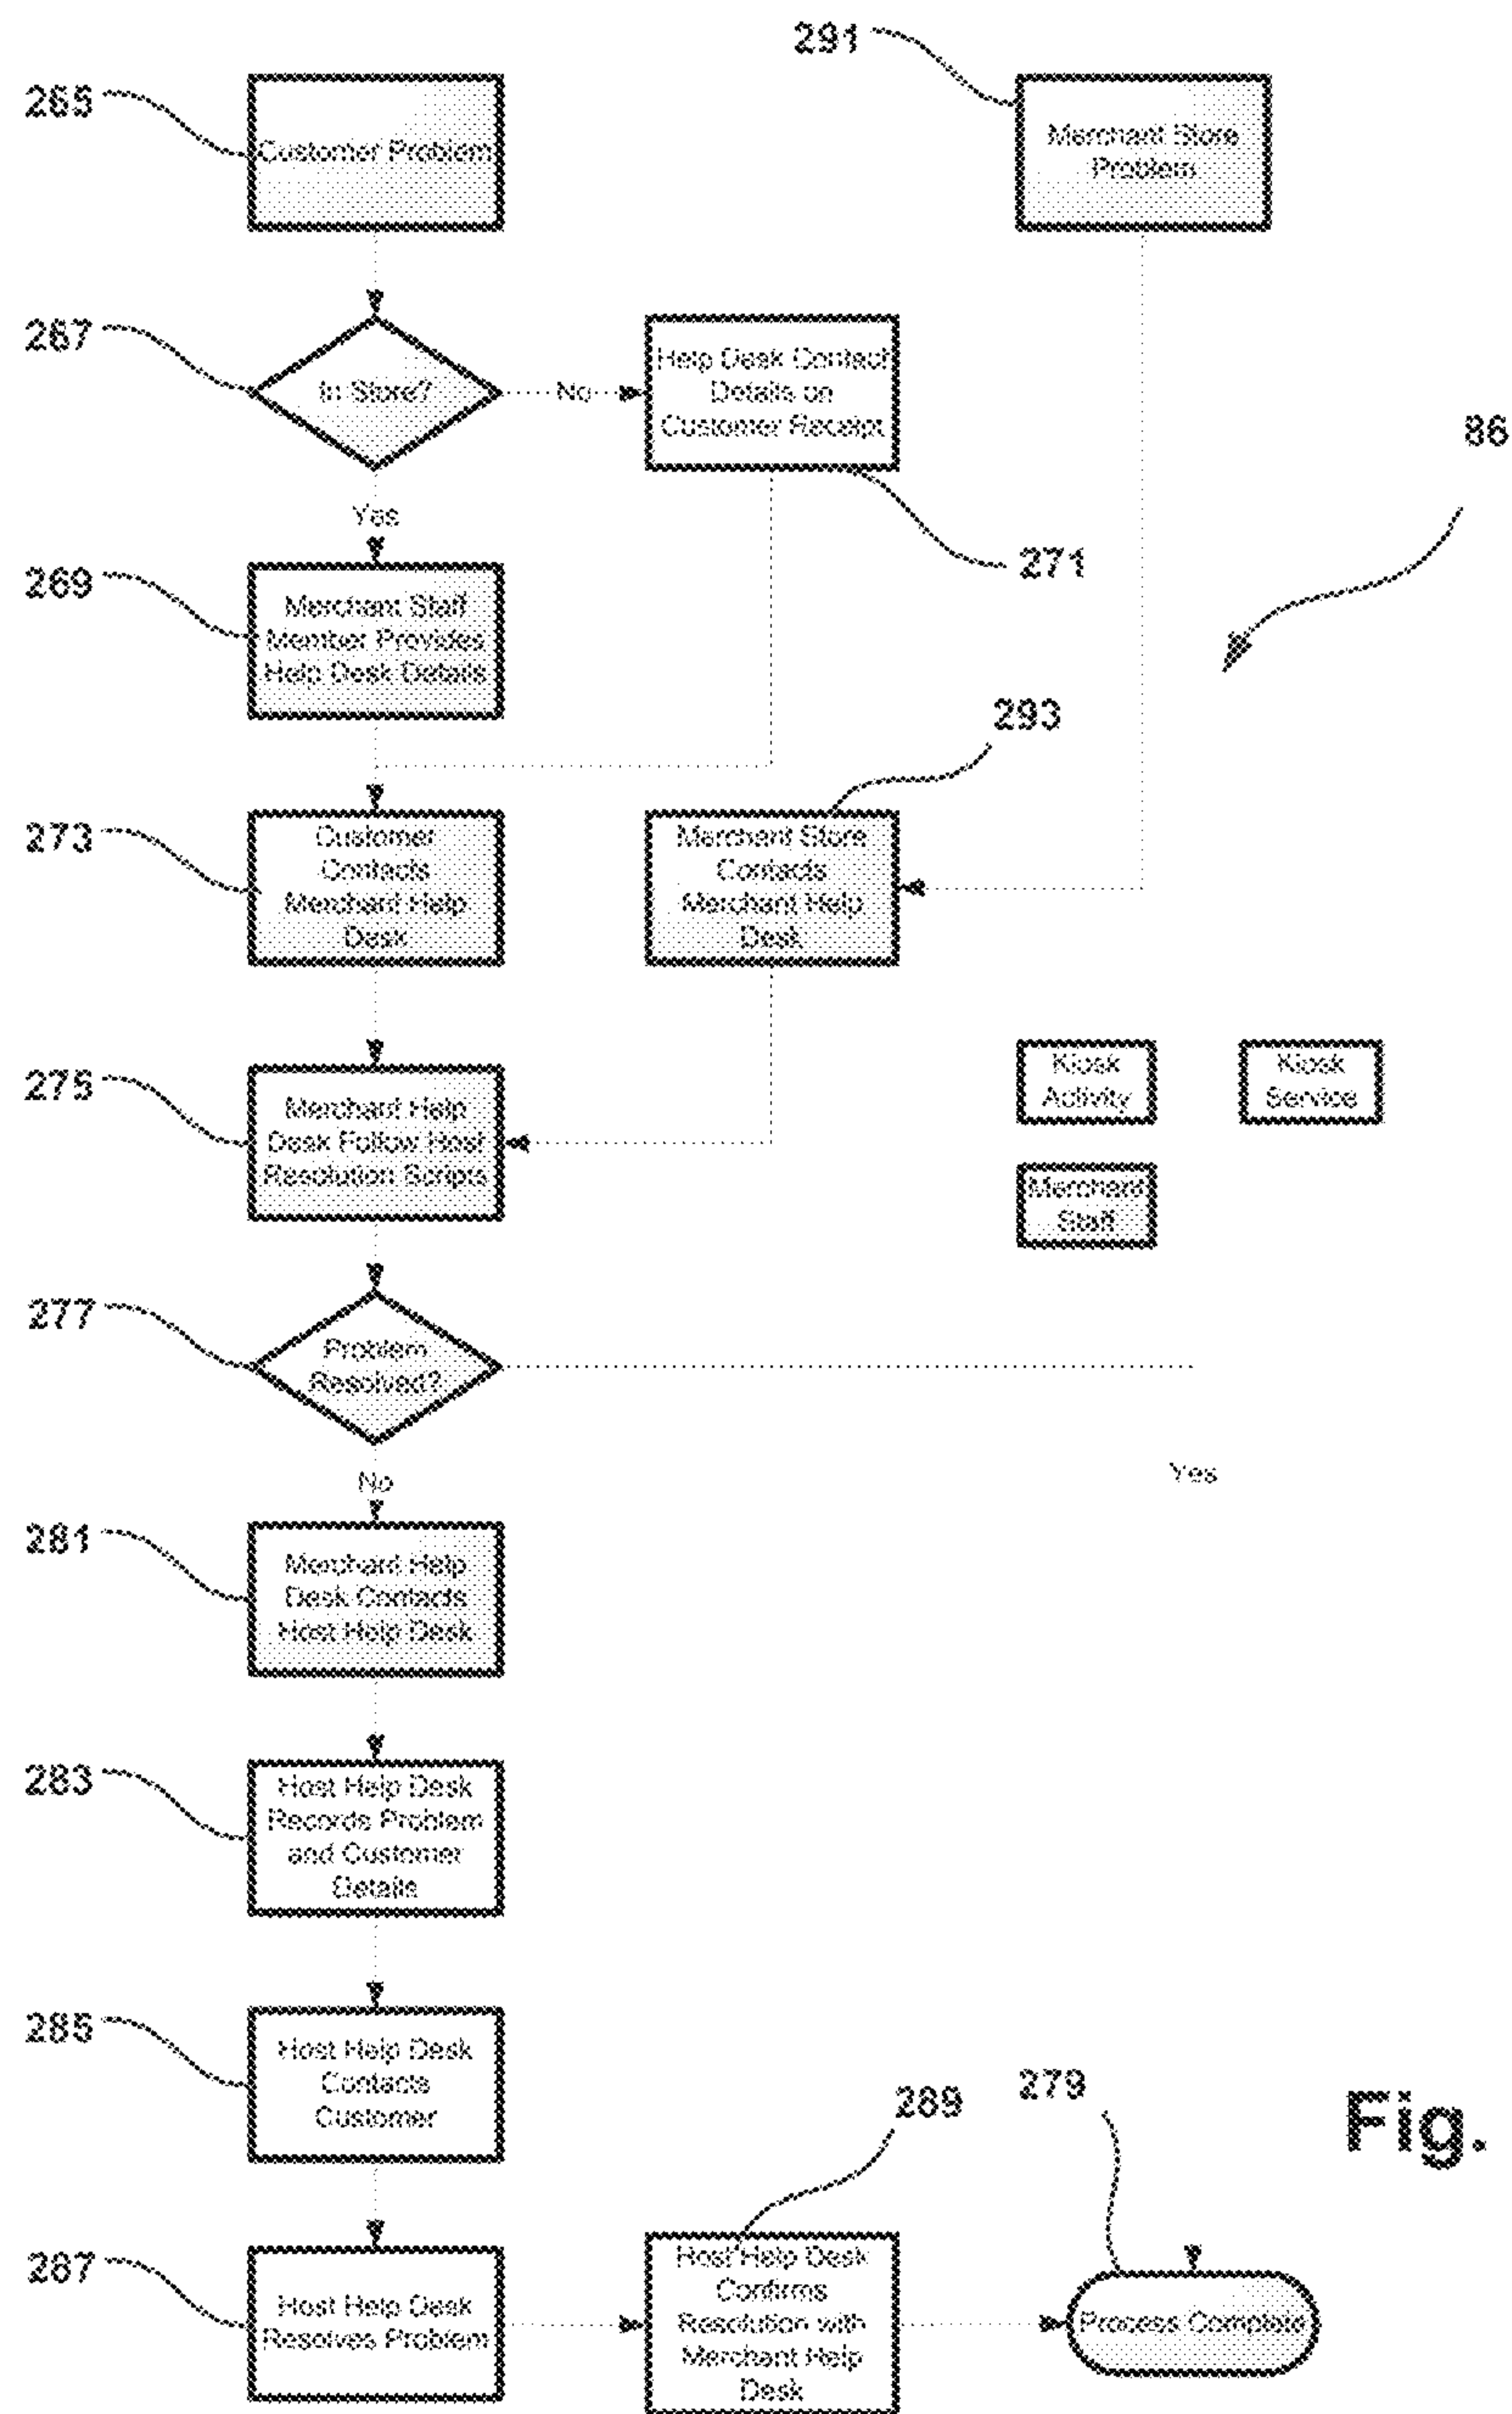 291
265
Customer Problem
Merchant Store
Problem
267
In Store?
No
Help Desk Contact
Details on
Customer Receipt
86
Yes
271
269
Merchant Staff
Member Provides
Help Desk Details
293
273
Customer
Contacts
Merchant Help
Desk
Merchant Store
Contacts
Merchant Help
Desk
275
Merchant Help
Desk Follow Host
Resolution Scripts
Kiosk
Activity
Kiosk
Service
Merchant
Staff
277
Problem
Resolved?
No
Yes
281
Merchant Help
Desk Contacts
Host Help Desk
283
Host Help Desk
Records Problem
and Customer
Details
285
Host Help Desk
Contacts
Customer
289
279
Fig.
287
Host Help Desk
Resolves Problem
Host Help Desk
Confirms
Resolution with
Merchant Help
Desk
Process Complete